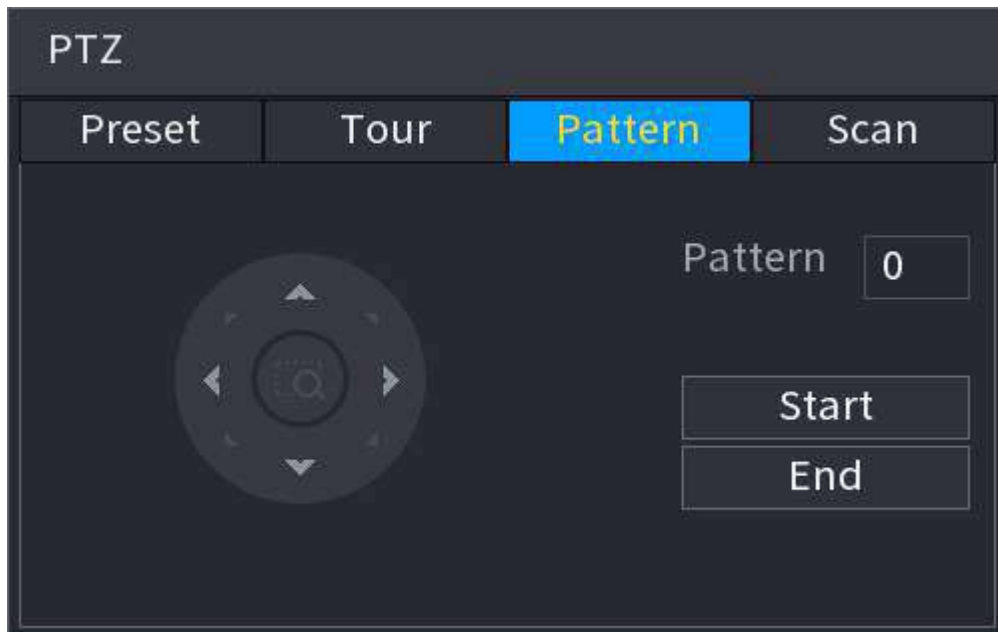 PTZ
Preset Tour Pattern Scan
Pattern 0
Start
End